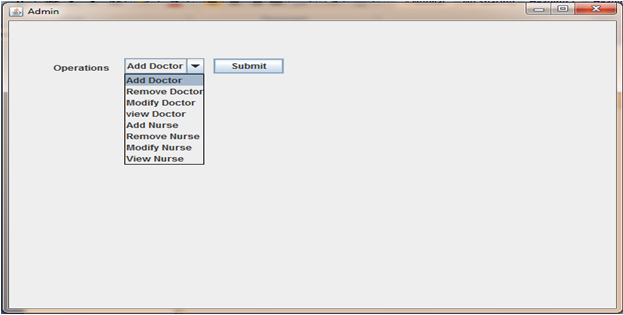 Admin
Operations
Add Doctor
Submit
Add Doctor
Remove Doctor
Modify Doctor
view Doctor
Add Nurse
Remove Nurse
Modify Nurse
View Nurse